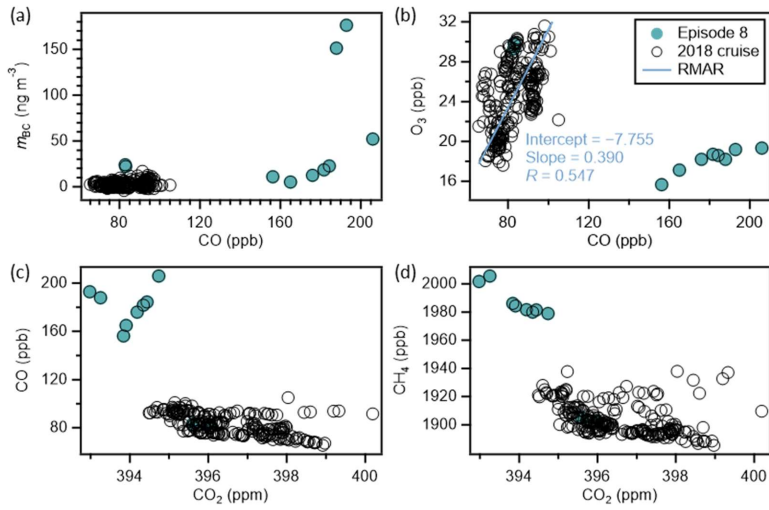 (a)
150
100
50
0
m_BC (ng m⁻³)
80
120
160
200
CO (ppb)
(b)
32
28
24
20
16
O₃ (ppb)
Episode 8
2018 cruise
RMAR
Intercept = −7.755
Slope = 0.390
R = 0.547
80
120
160
200
CO (ppb)
(c)
200
160
120
80
CO (ppb)
394
396
398
400
CO₂ (ppm)
(d)
2000
1980
1960
1940
1920
1900
CH₄ (ppb)
394
396
398
400
CO₂ (ppm)